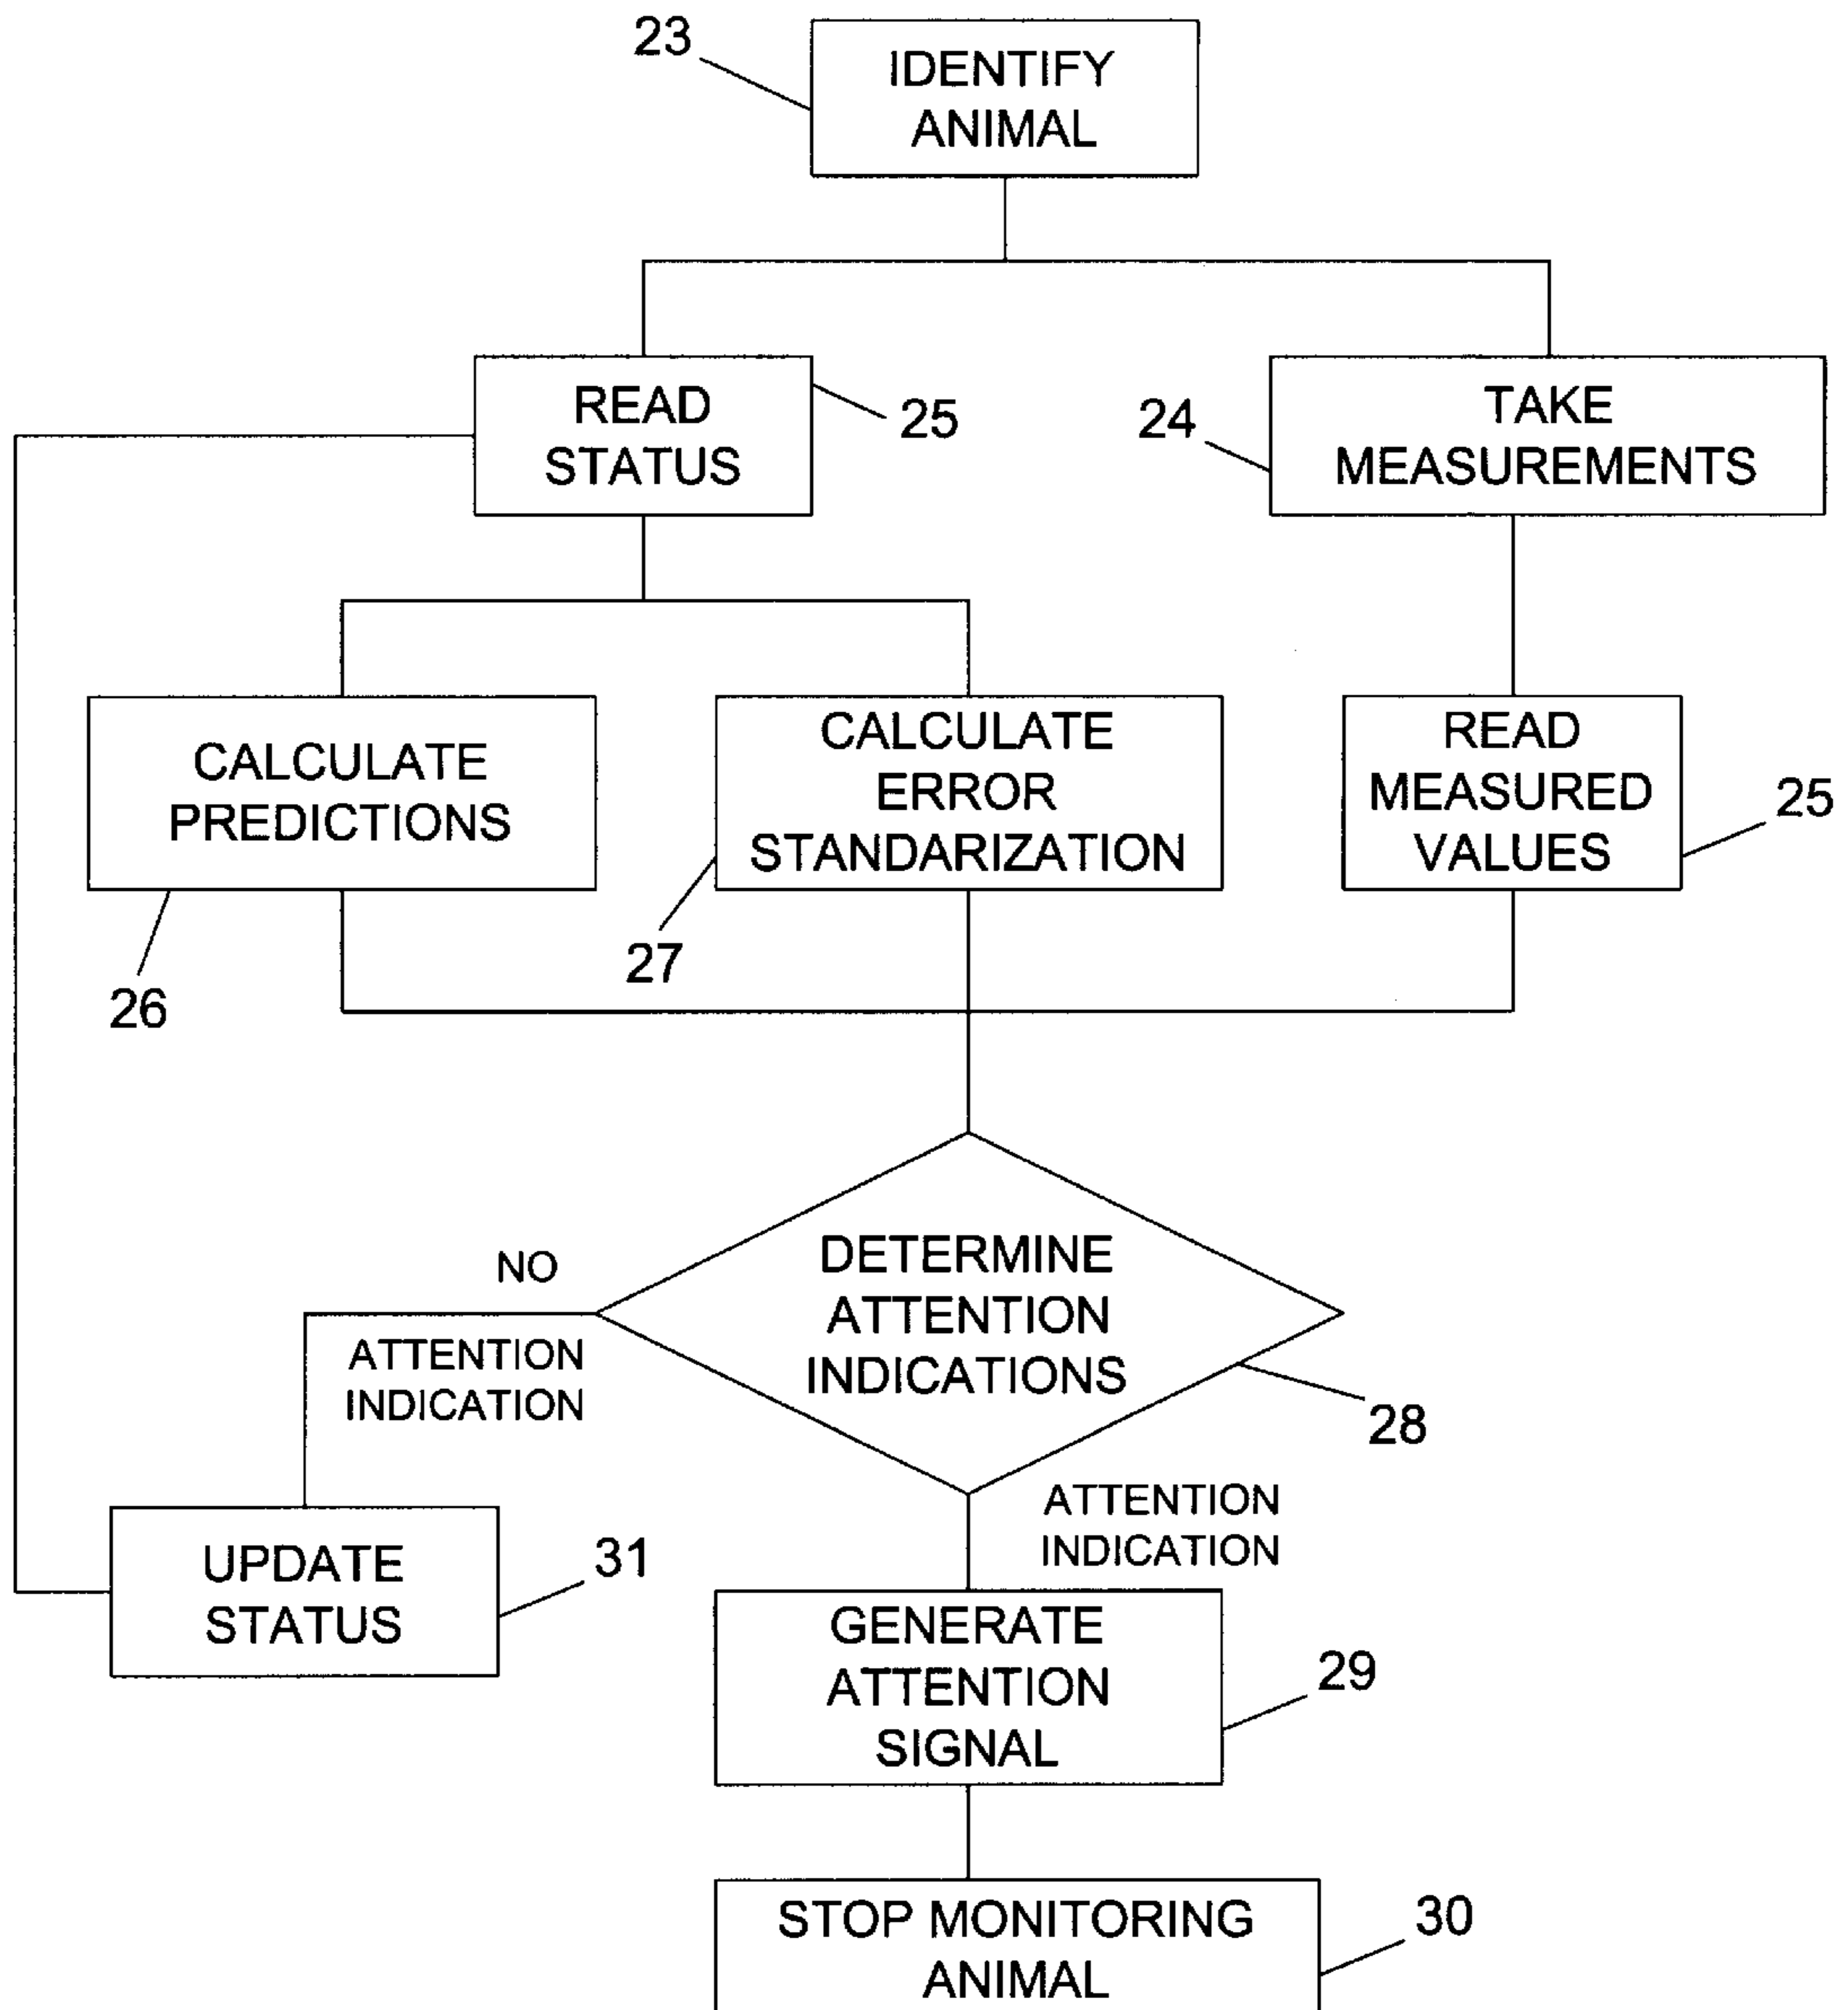 23
IDENTIFY
ANIMAL
READ
STATUS
25
24
TAKE
MEASUREMENTS
CALCULATE
PREDICTIONS
26
CALCULATE
ERROR
STANDARIZATION
27
READ
MEASURED
VALUES
25
DETERMINE
ATTENTION
INDICATIONS
28
NO
ATTENTION
INDICATION
ATTENTION
INDICATION
UPDATE
STATUS
31
GENERATE
ATTENTION
SIGNAL
29
STOP MONITORING
ANIMAL
30